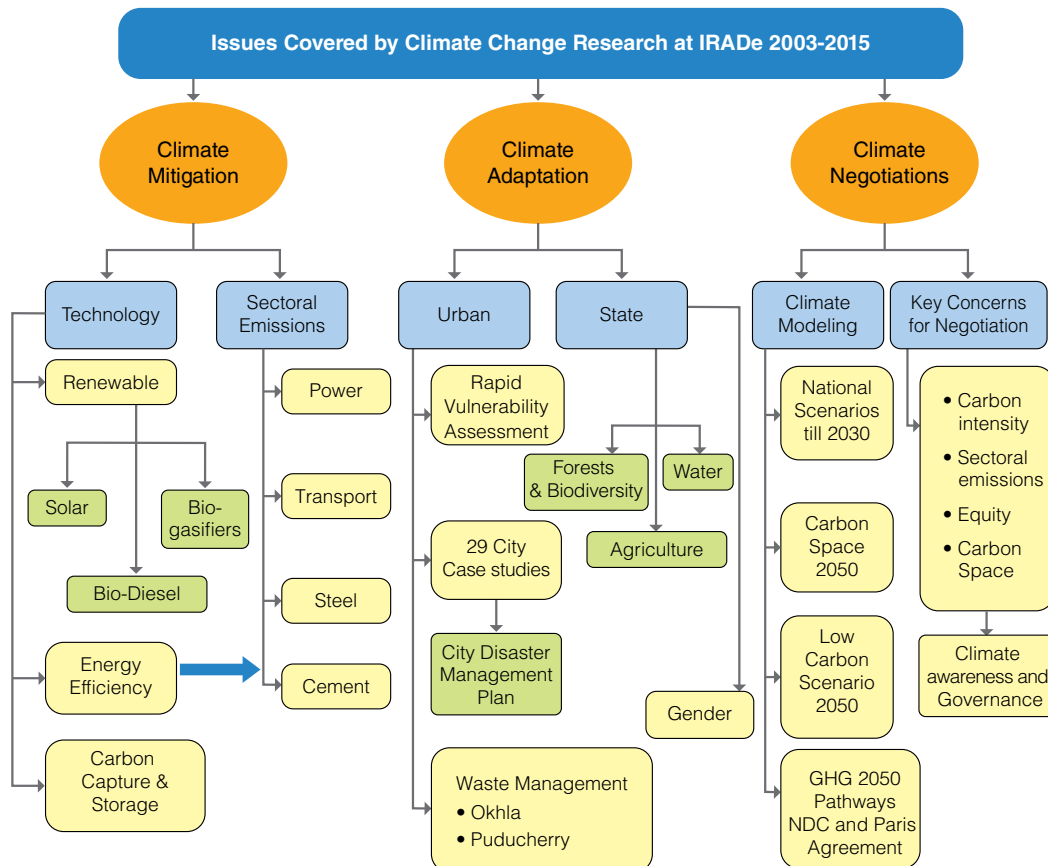 Issues Covered by Climate Change Research at IRADe 2003-2015
Climate
Mitigation
Climate
Adaptation
Climate
Negotiations
Technology
Sectoral
Emissions
Urban
State
Climate
Modeling
Key Concerns
for Negotiation
Renewable
Solar
Bio-
gasifiers
Bio-Diesel
Energy
Efficiency
Carbon
Capture &
Storage
Power
Transport
Steel
Cement
Rapid
Vulnerability
Assessment
29 City
Case studies
City Disaster
Management
Plan
Waste Management
• Okhla
• Puducherry
Forests
& Biodiversity
Water
Agriculture
Gender
National
Scenarios
till 2030
Carbon
Space
2050
Low
Carbon
Scenario
2050
GHG 2050
Pathways
NDC and Paris
Agreement
• Carbon
intensity
• Sectoral
emissions
• Equity
• Carbon
Space
Climate
awareness and
Governance